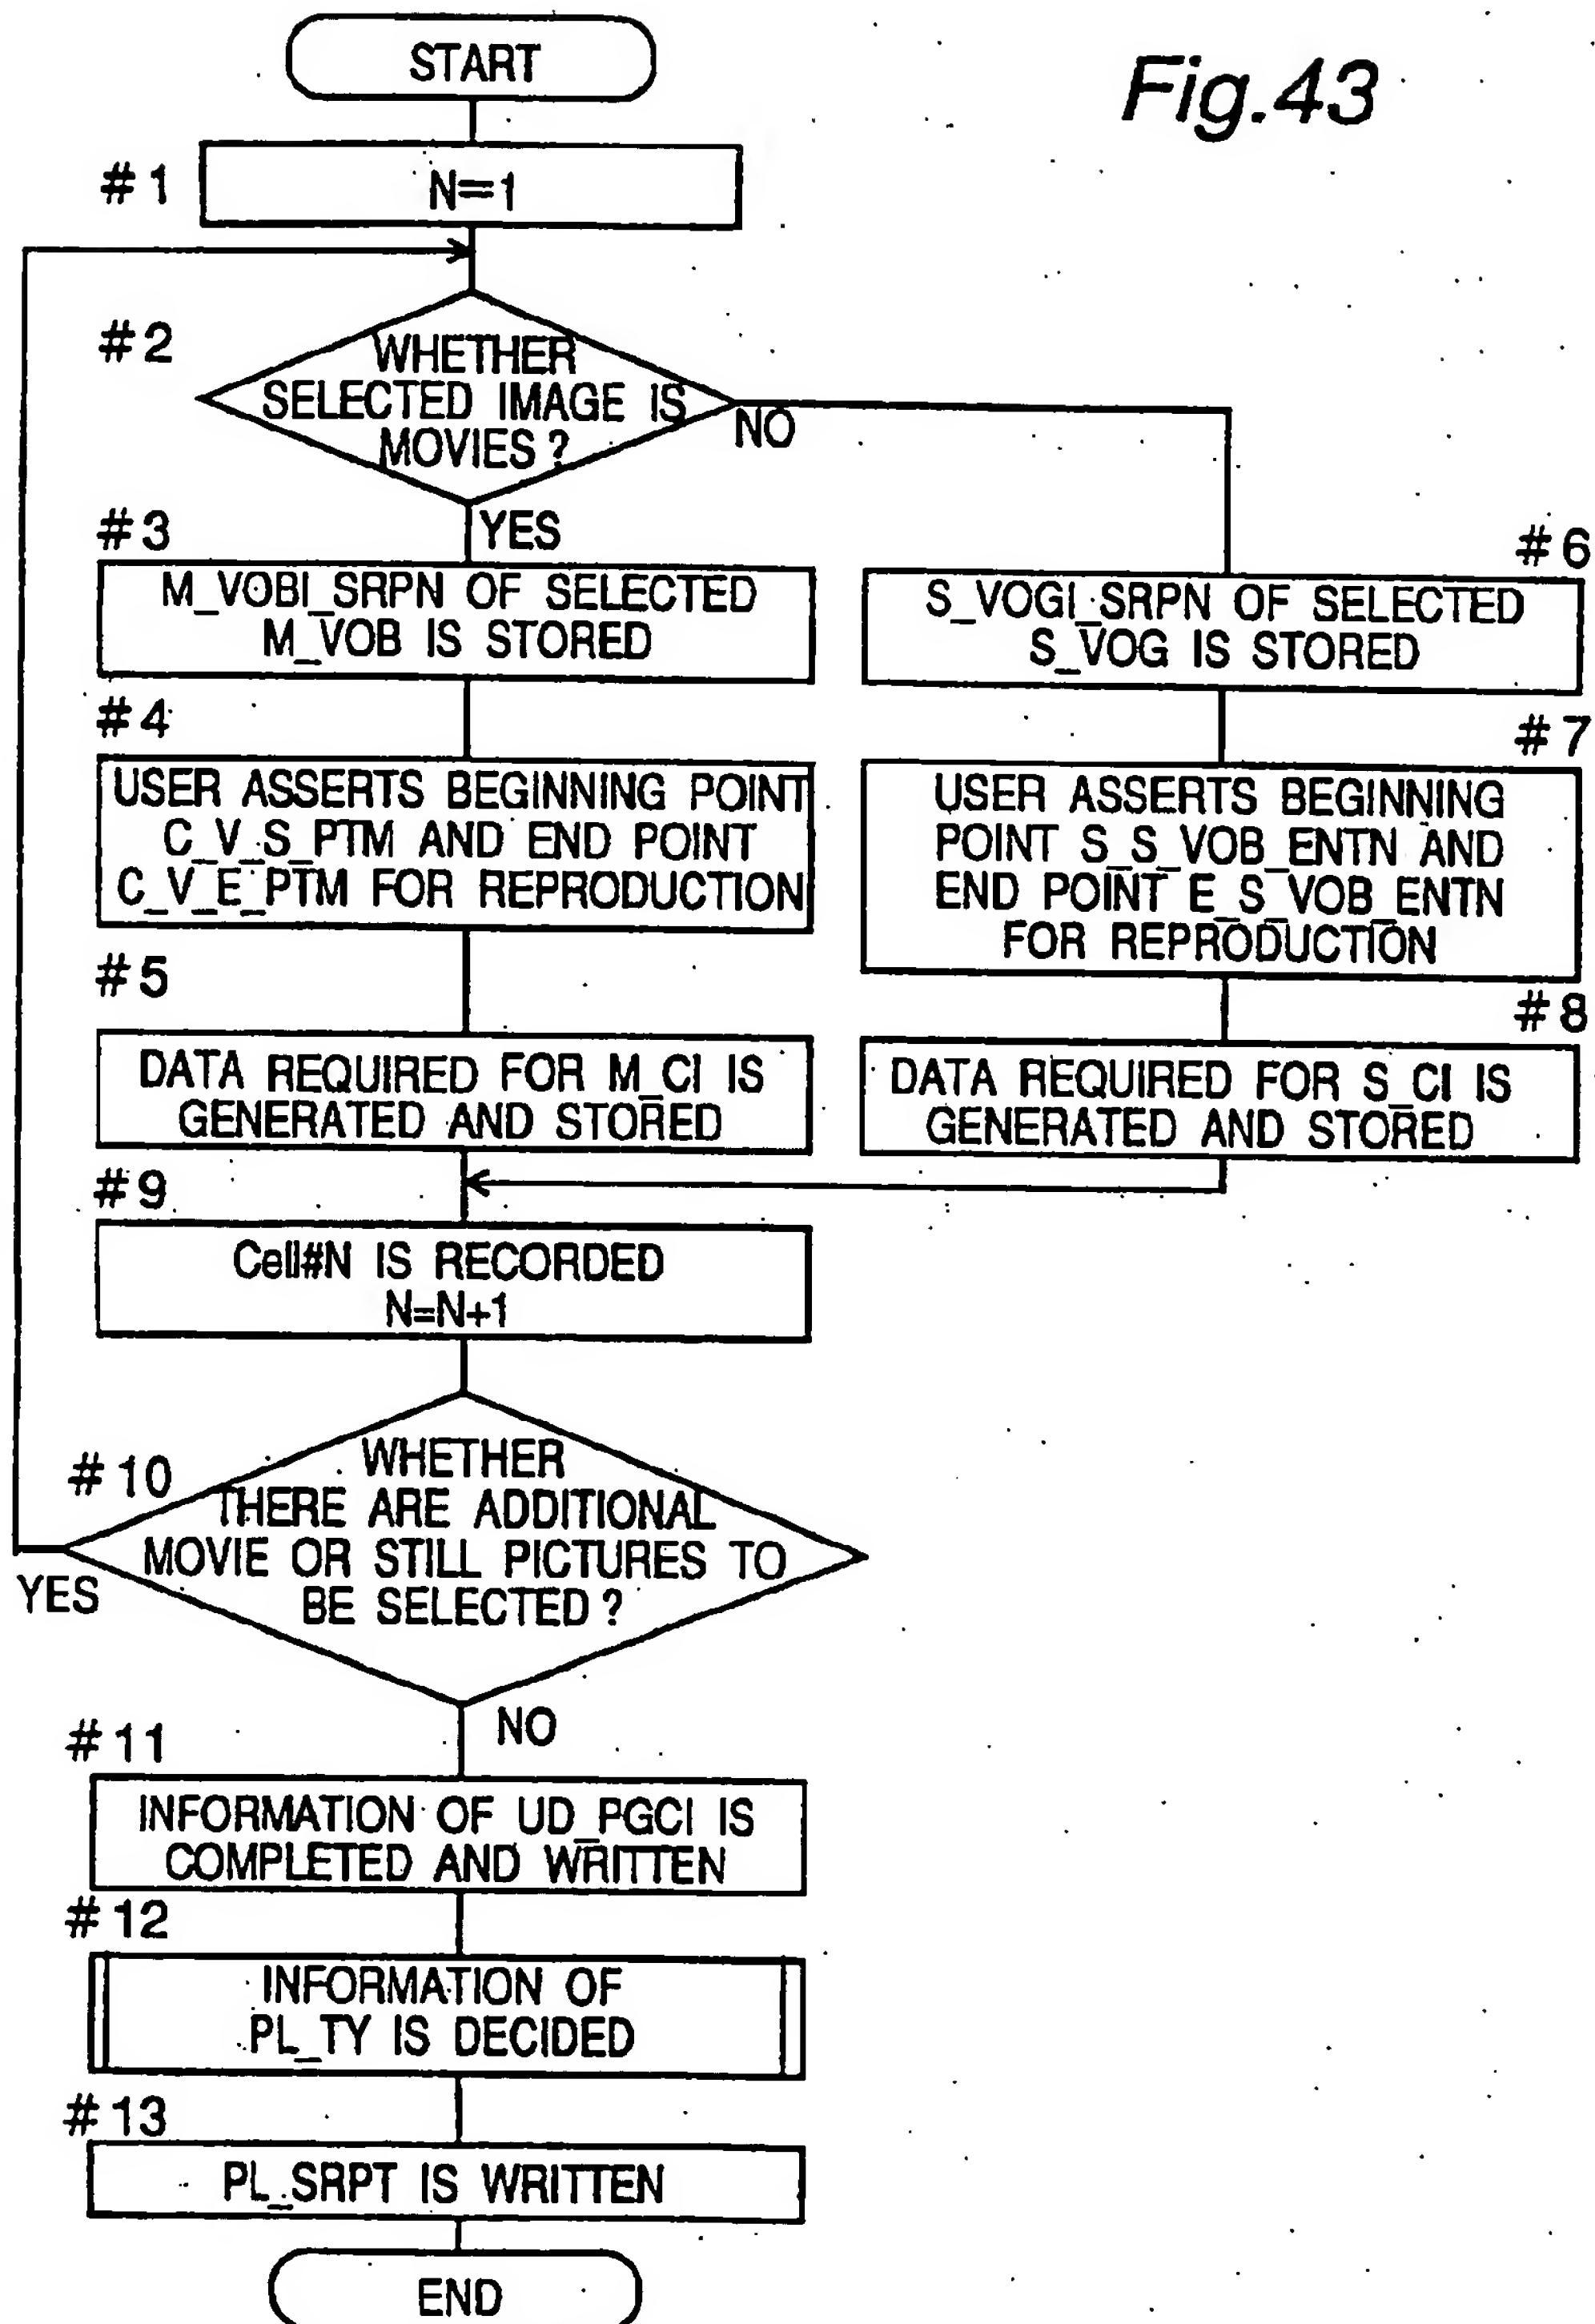 Fig.43
START
#1
N=1
#2
WHETHER
SELECTED IMAGE IS
MOVIES?
NO
YES
#3
M_VOBI_SRPN OF SELECTED
M_VOB IS STORED
#6
S_VOGI_SRPN OF SELECTED
S_VOG IS STORED
#4
USER ASSERTS BEGINNING POINT
C_V_S_PTM AND END POINT
C_V_E_PTM FOR REPRODUCTION
#7
USER ASSERTS BEGINNING
POINT S_S_VOB_ENTN AND
END POINT E_S_VOB_ENTN
FOR REPRODUCTION
#5
DATA REQUIRED FOR M_CI IS
GENERATED AND STORED
#8
DATA REQUIRED FOR S_CI IS
GENERATED AND STORED
#9
Cell#N IS RECORDED
N=N+1
#10
WHETHER
THERE ARE ADDITIONAL
MOVIE OR STILL PICTURES TO
BE SELECTED?
YES
NO
#11
INFORMATION OF UD_PGCI IS
COMPLETED AND WRITTEN
#12
INFORMATION OF
PL_TY IS DECIDED
#13
PL_SRPT IS WRITTEN
END